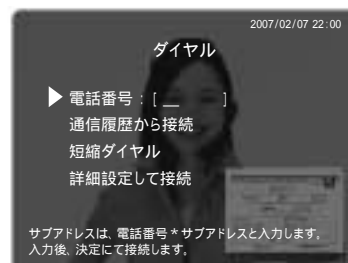 2007/02/07 22:00
ダイヤル
▶ 電話番号：[ __ ]
通信履歴から接続
短縮ダイヤル
詳細設定して接続
サブアドレスは、電話番号＊サブアドレスと入力します。
入力後、決定にて接続します。